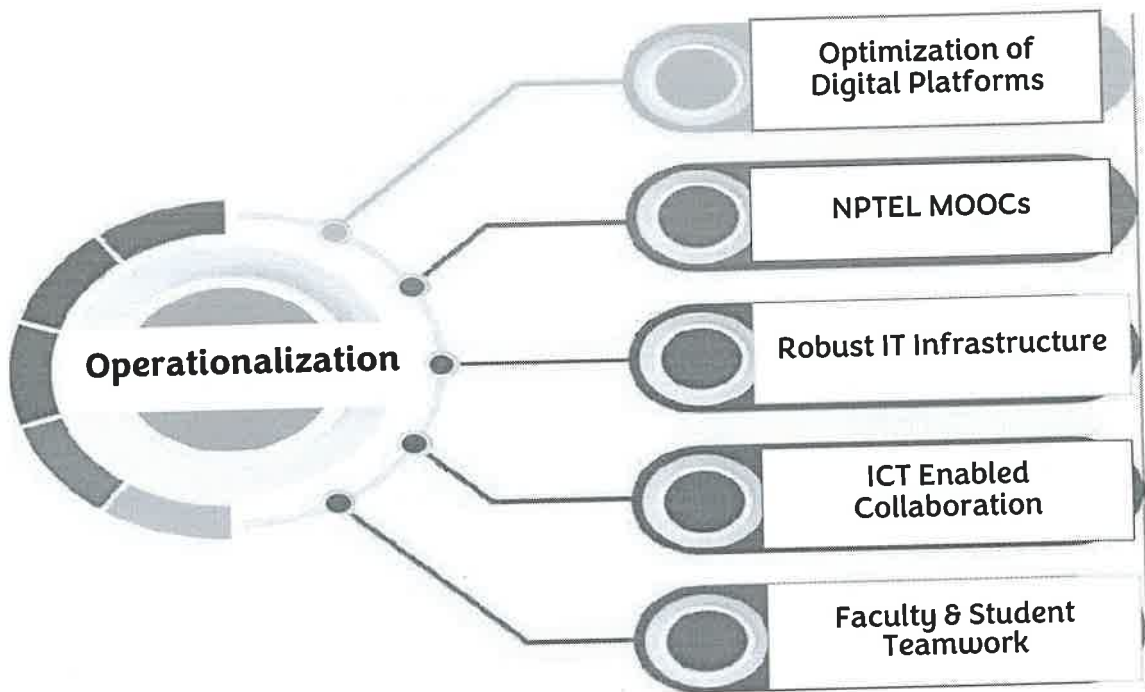 Optimization of
Digital Platforms
NPTEL MOOCs
Operationalization
Robust IT Infrastructure
ICT Enabled
Collaboration
Faculty & Student
Teamwork